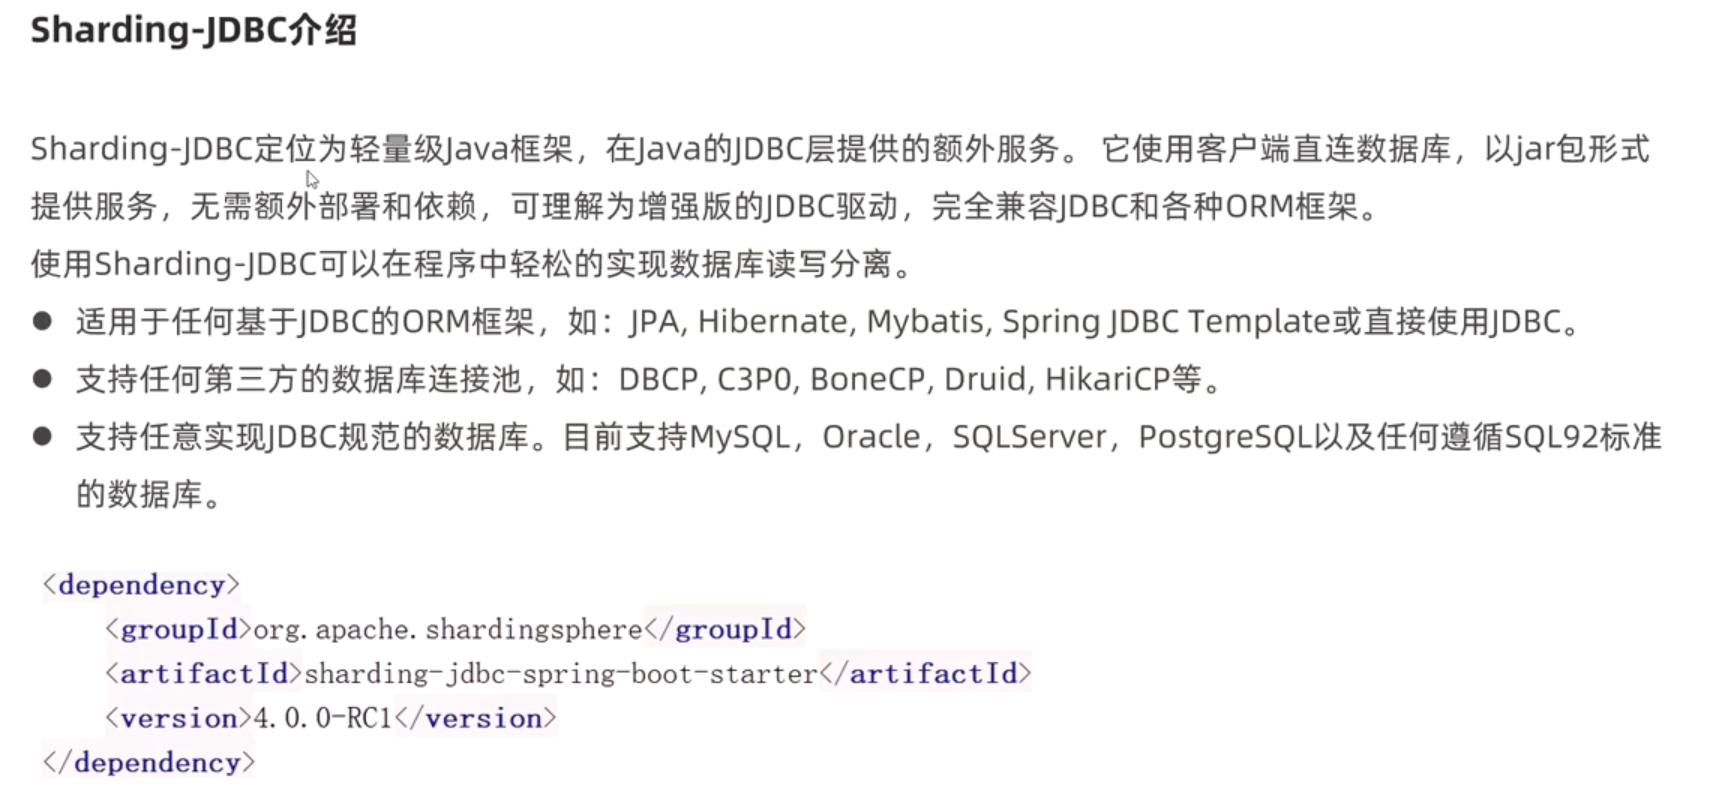 Sharding-JDBC介绍
Sharding-JDBC定位为轻量级Java框架，在Java的JDBC层提供的额外服务。 它使用客户端直连数据库，以jar包形式
提供服务，无需额外部署和依赖，可理解为增强版的JDBC驱动，完全兼容JDBC和各种ORM框架。
使用Sharding-JDBC可以在程序中轻松的实现数据库读写分离。
● 适用于任何基于JDBC的ORM框架，如：JPA, Hibernate, Mybatis, Spring JDBC Template或直接使用JDBC。
● 支持任何第三方的数据库连接池，如：DBCP, C3P0, BoneCP, Druid, HikariCP等。
● 支持任意实现JDBC规范的数据库。目前支持MySQL，Oracle，SQLServer，PostgreSQL以及任何遵循SQL92标准
的数据库。
<dependency>
    <groupId>org.apache.shardingsphere</groupId>
    <artifactId>sharding-jdbc-spring-boot-starter</artifactId>
    <version>4.0.0-RC1</version>
</dependency>